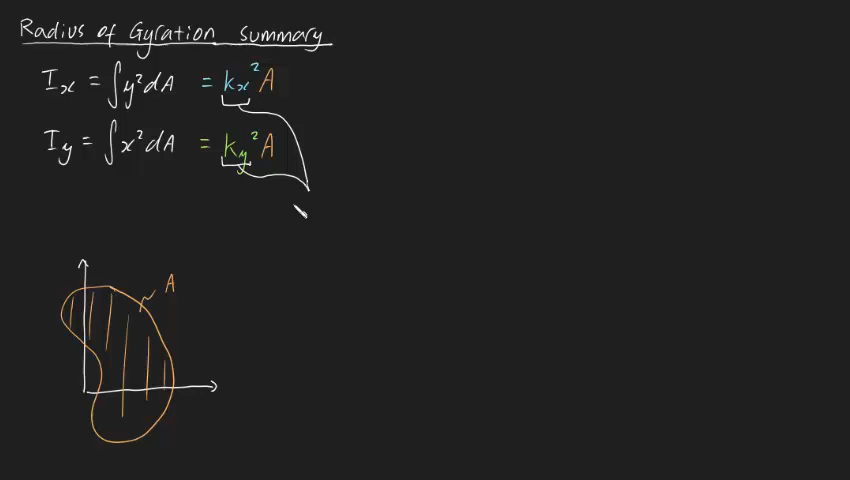 Radius of Gyration summary
Ix = ∫y²dA = kx²A
Iy = ∫x²dA = ky²A
A